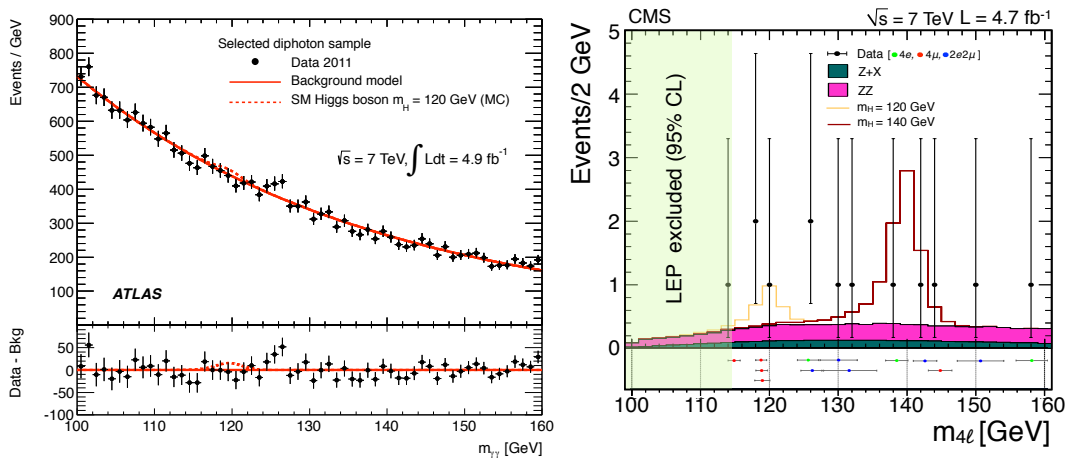 Events / GeV
900
800
700
600
500
400
300
200
100
Selected diphoton sample
Data 2011
Background model
SM Higgs boson m_H = 120 GeV (MC)
√s = 7 TeV, ∫ Ldt = 4.9 fb⁻¹
ATLAS
Data - Bkg
50
0
-50
-100
100 110 120 130 140 150 160
m_γγ [GeV]
CMS
√s = 7 TeV L = 4.7 fb⁻¹
Events/2 GeV
5
4
3
2
1
0
LEP excluded (95% CL)
Data [ 4e, 4μ, 2e2μ ]
Z+X
ZZ
m_H = 120 GeV
m_H = 140 GeV
100 110 120 130 140 150 160
m_4ℓ [GeV]